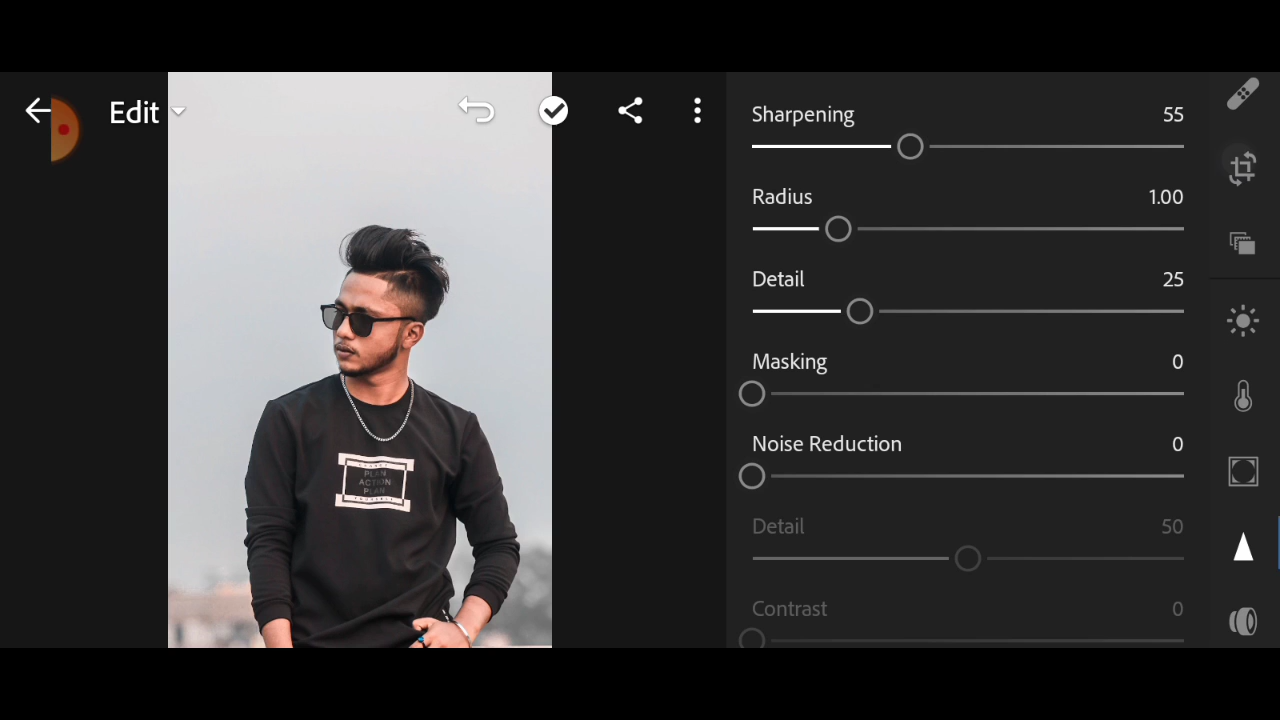 Edit
Sharpening 55
Radius 1.00
Detail 25
Masking 0
Noise Reduction 0
Detail 50
Contrast 0
PLAN
ACTION
PLAN